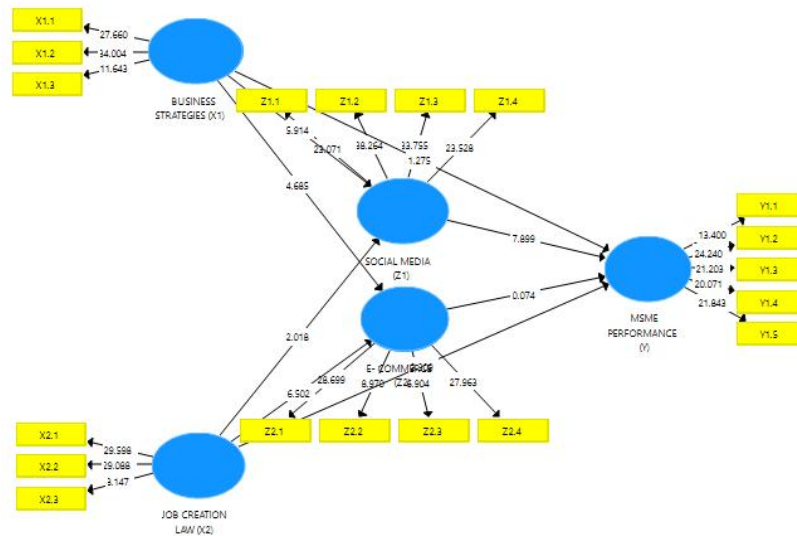 X1.1
27.660
X1.2
34.004
X1.3
11.643
BUSINESS
STRATEGIES (X1)
Z1.1
Z1.2
Z1.3
Z1.4
5.914
23.071
38.264
33.755
23.528
1.275
4.685
SOCIAL MEDIA
(Z1)
7.899
Y1.1
13.400
Y1.2
24.240
Y1.3
21.203
Y1.4
20.071
Y1.5
21.843
MSME
PERFORMANCE
(Y)
0.074
2.018
E- COMMERCE
6.502
28.699
8.970
27.963
Z2.1
Z2.2
Z2.3
Z2.4
X2.1
29.598
X2.2
29.088
X2.3
JOB CREATION
LAW (X2)